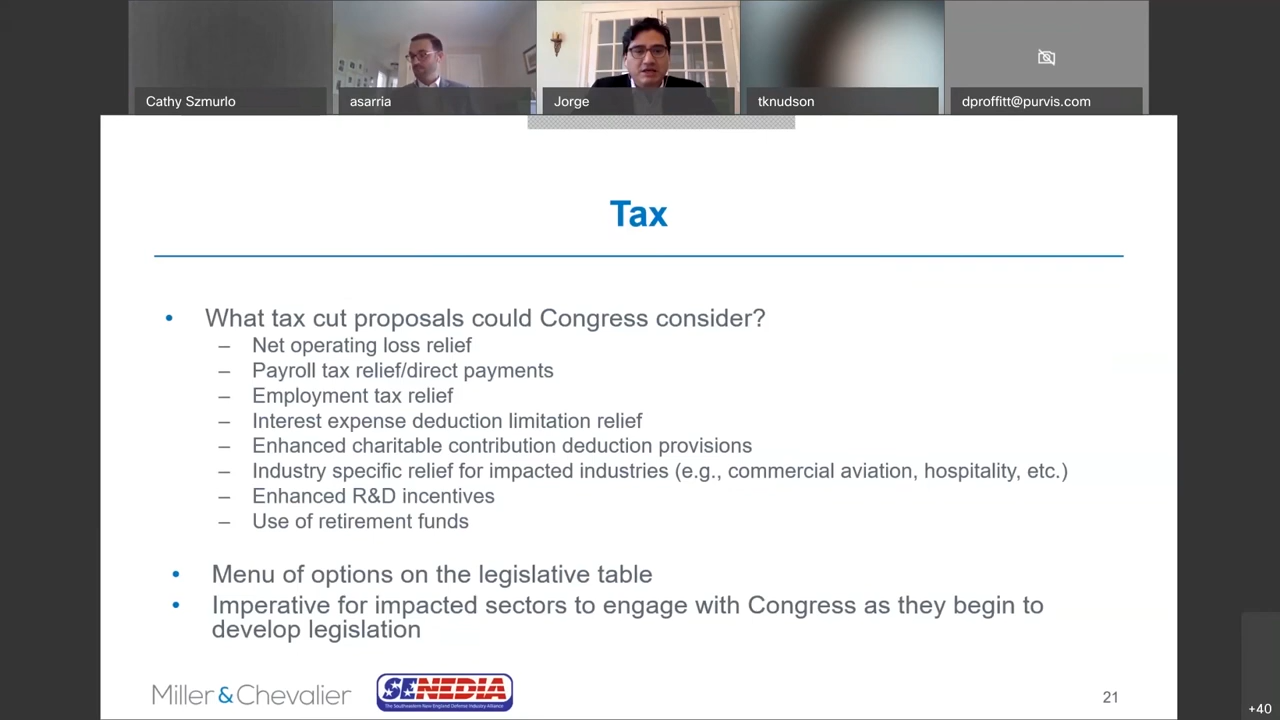 Cathy Szmurlo
asarria
Jorge
tknudson
dproffitt@purvis.com
Tax
• What tax cut proposals could Congress consider?
– Net operating loss relief
– Payroll tax relief/direct payments
– Employment tax relief
– Interest expense deduction limitation relief
– Enhanced charitable contribution deduction provisions
– Industry specific relief for impacted industries (e.g., commercial aviation, hospitality, etc.)
– Enhanced R&D incentives
– Use of retirement funds
• Menu of options on the legislative table
• Imperative for impacted sectors to engage with Congress as they begin to
develop legislation
Miller&Chevalier
SENEDIA
The Southeastern New England Defense Industry Alliance
21
+40